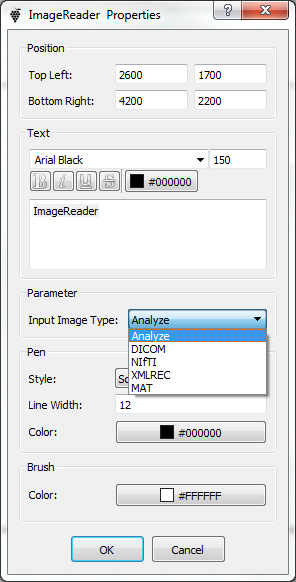 ImageReader Properties
?
Position
Top Left: 2600 1700
Bottom Right: 4200 2200
Text
Arial Black 150
B i U S #000000
ImageReader
Parameter
Input Image Type: Analyze
Analyze
DICOM
NIfTI
XMLREC
MAT
Pen
Style:
Line Width: 12
Color: #000000
Brush
Color: #FFFFFF
OK Cancel